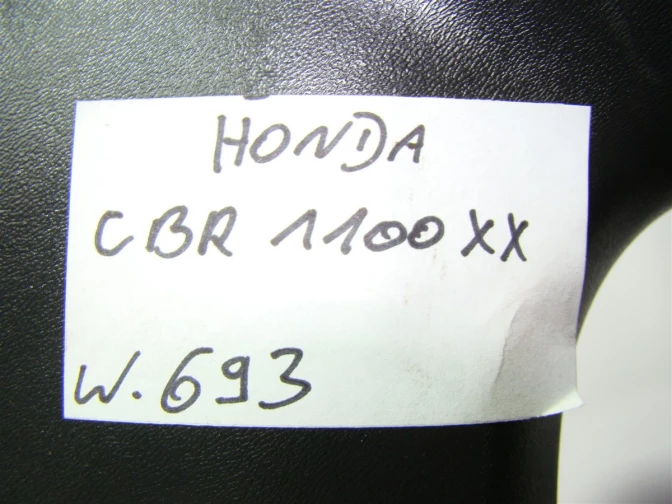 HONDA
CBR 1100 XX
W. 693